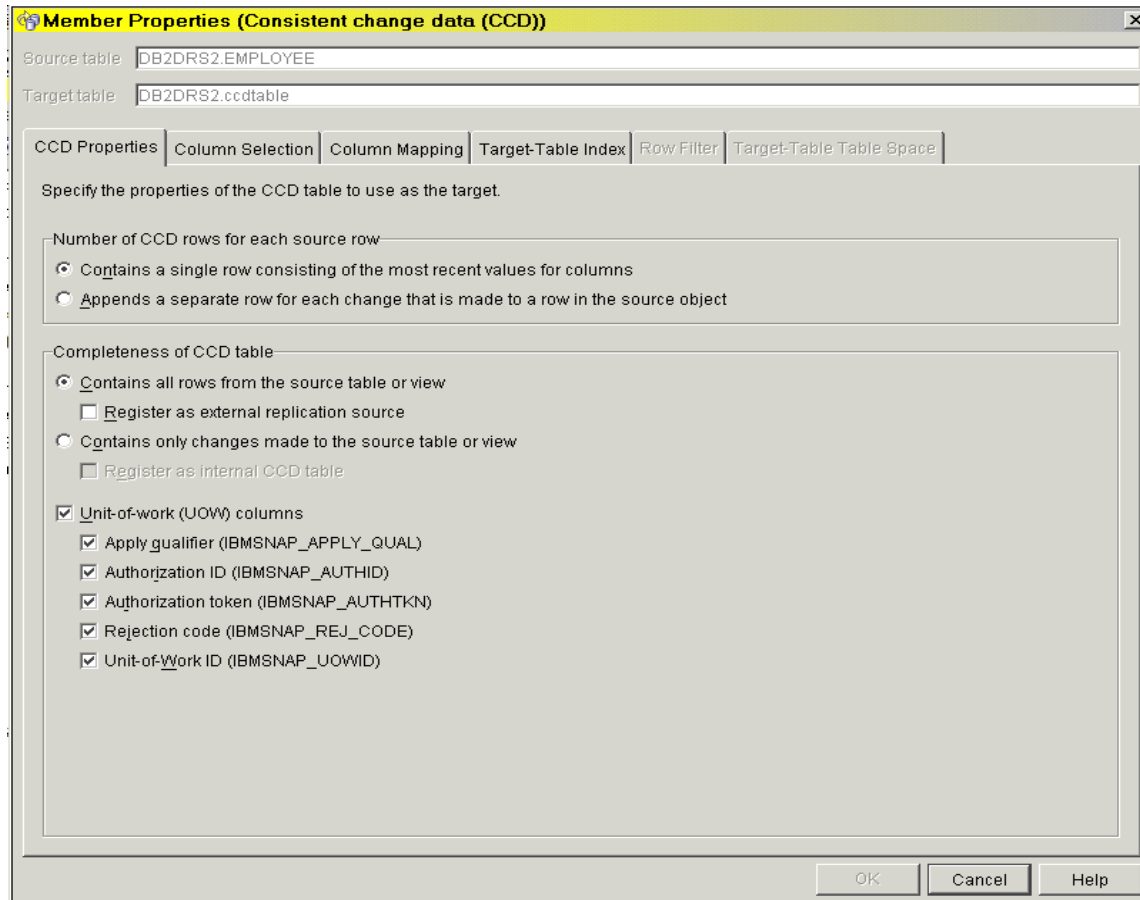 Member Properties (Consistent change data (CCD))
Source table DB2DRS2.EMPLOYEE
Target table DB2DRS2.ccdtable
CCD Properties Column Selection Column Mapping Target-Table Index Row Filter Target-Table Table Space
Specify the properties of the CCD table to use as the target.
Number of CCD rows for each source row
Contains a single row consisting of the most recent values for columns
Appends a separate row for each change that is made to a row in the source object
Completeness of CCD table
Contains all rows from the source table or view
Register as external replication source
Contains only changes made to the source table or view
Register as internal CCD table
Unit-of-work (UOW) columns
Apply qualifier (IBMSNAP_APPLY_QUAL)
Authorization ID (IBMSNAP_AUTHID)
Authorization token (IBMSNAP_AUTHTKN)
Rejection code (IBMSNAP_REJ_CODE)
Unit-of-Work ID (IBMSNAP_UOWID)
OK Cancel Help